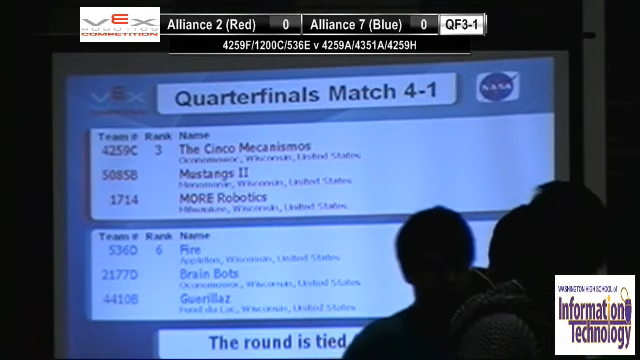 VEX ROBOTICS COMPETITION
Alliance 2 (Red) 0 Alliance 7 (Blue) 0 QF3-1
4259F/1200C/536E v 4259A/4351A/4259H
VEX
Quarterfinals Match 4-1
NASA
Team # Rank Name
4259C 3 The Cinco Mecanismos
Oconomowoc, Wisconsin, United States
5085B Mustangs II
Menomonie, Wisconsin, United States
1714 MORE Robotics
Milwaukee, Wisconsin, United States
Team # Rank Name
536D 6 Fire
Appleton, Wisconsin, United States
2177D Brain Bots
Oconomowoc, Wisconsin, United States
4410B Guerillaz
Fond du Lac, Wisconsin, United States
The round is tied
WASHINGTON HIGH SCHOOL OF
Information
Technology